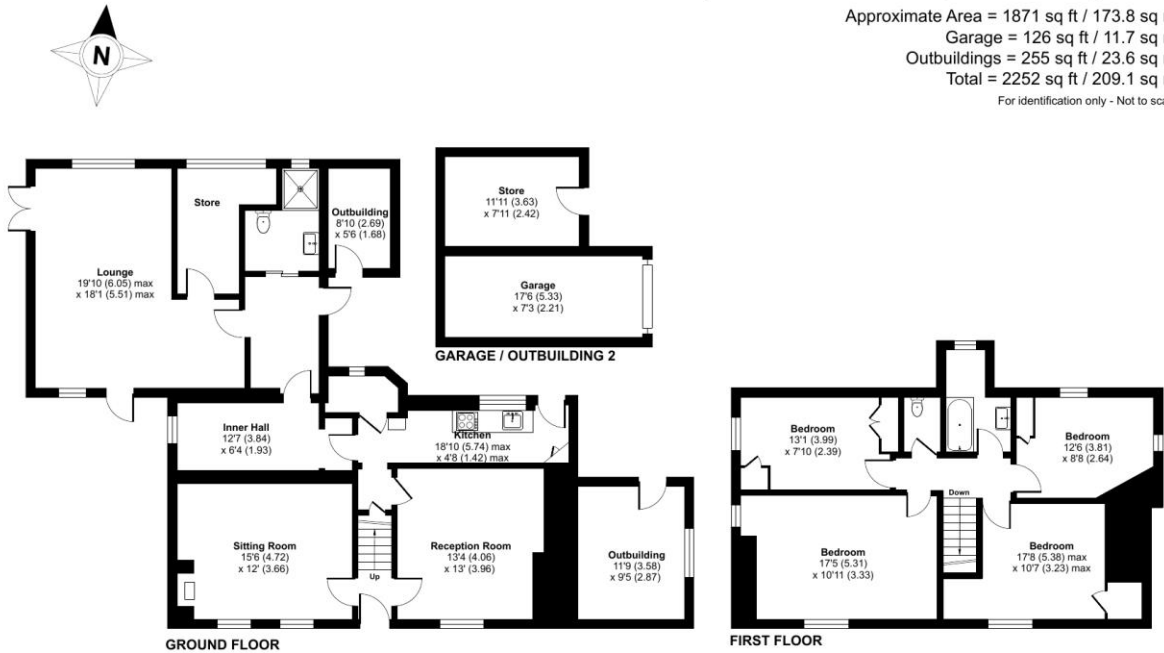 N
Approximate Area = 1871 sq ft / 173.8 sq
Garage = 126 sq ft / 11.7 sq
Outbuildings = 255 sq ft / 23.6 sq
Total = 2252 sq ft / 209.1 sq
For identification only - Not to sca
Store
Lounge
19'10 (6.05) max
x 18'1 (5.51) max
Outbuilding
8'10 (2.69)
x 5'6 (1.68)
Store
11'11 (3.63)
x 7'11 (2.42)
Garage
17'6 (5.33)
x 7'3 (2.21)
GARAGE / OUTBUILDING 2
Inner Hall
12'7 (3.84)
x 6'4 (1.93)
Kitchen
18'10 (5.74) max
x 4'8 (1.42) max
Sitting Room
15'6 (4.72)
x 12' (3.66)
Up
Reception Room
13'4 (4.06)
x 13' (3.96)
Outbuilding
11'9 (3.58)
x 9'5 (2.87)
GROUND FLOOR
Bedroom
13'1 (3.99)
x 7'10 (2.39)
Bedroom
12'6 (3.81)
x 8'8 (2.64)
Down
Bedroom
17'5 (5.31)
x 10'11 (3.33)
Bedroom
17'8 (5.38) max
x 10'7 (3.23) max
FIRST FLOOR